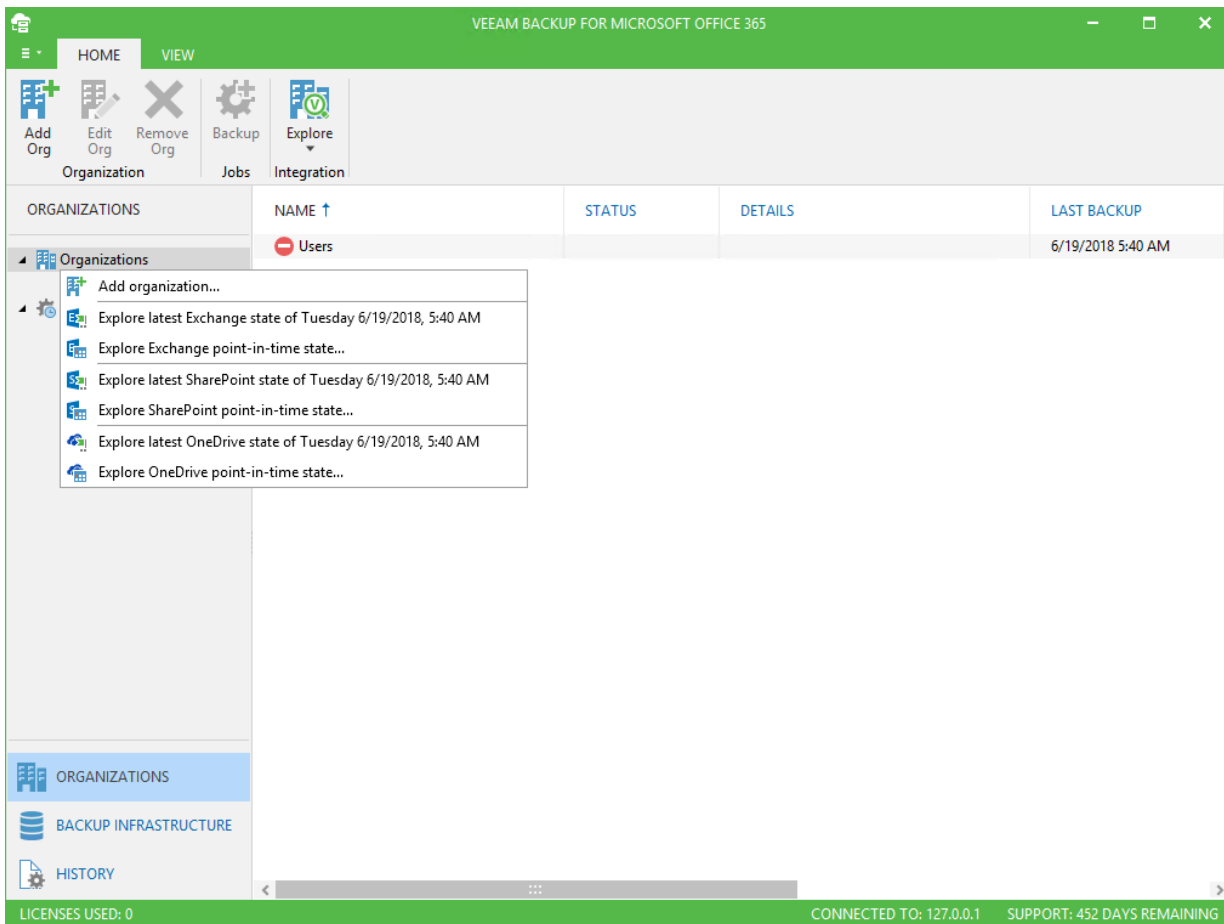 VEEAM BACKUP FOR MICROSOFT OFFICE 365
HOME
VIEW
Add Org
Edit Org
Remove Org
Backup
Explore
Organization
Jobs
Integration
ORGANIZATIONS
NAME
STATUS
DETAILS
LAST BACKUP
Organizations
Users
6/19/2018 5:40 AM
Add organization...
Explore latest Exchange state of Tuesday 6/19/2018, 5:40 AM
Explore Exchange point-in-time state...
Explore latest SharePoint state of Tuesday 6/19/2018, 5:40 AM
Explore SharePoint point-in-time state...
Explore latest OneDrive state of Tuesday 6/19/2018, 5:40 AM
Explore OneDrive point-in-time state...
ORGANIZATIONS
BACKUP INFRASTRUCTURE
HISTORY
LICENSES USED: 0
CONNECTED TO: 127.0.0.1
SUPPORT: 452 DAYS REMAINING